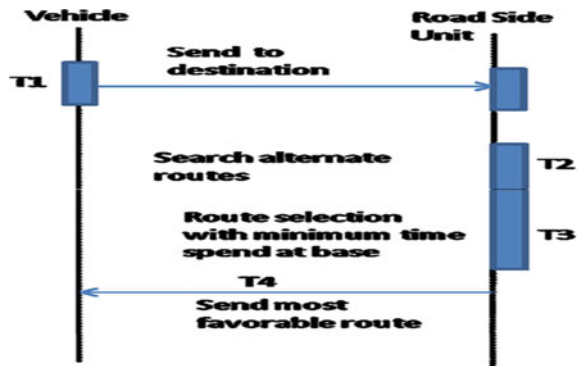 Vehicle
Road Side
Unit
Send to
destination
T1
Search alternate
routes
T2
Route selection
with minimum time
spend at base
T3
T4
Send most
favorable route